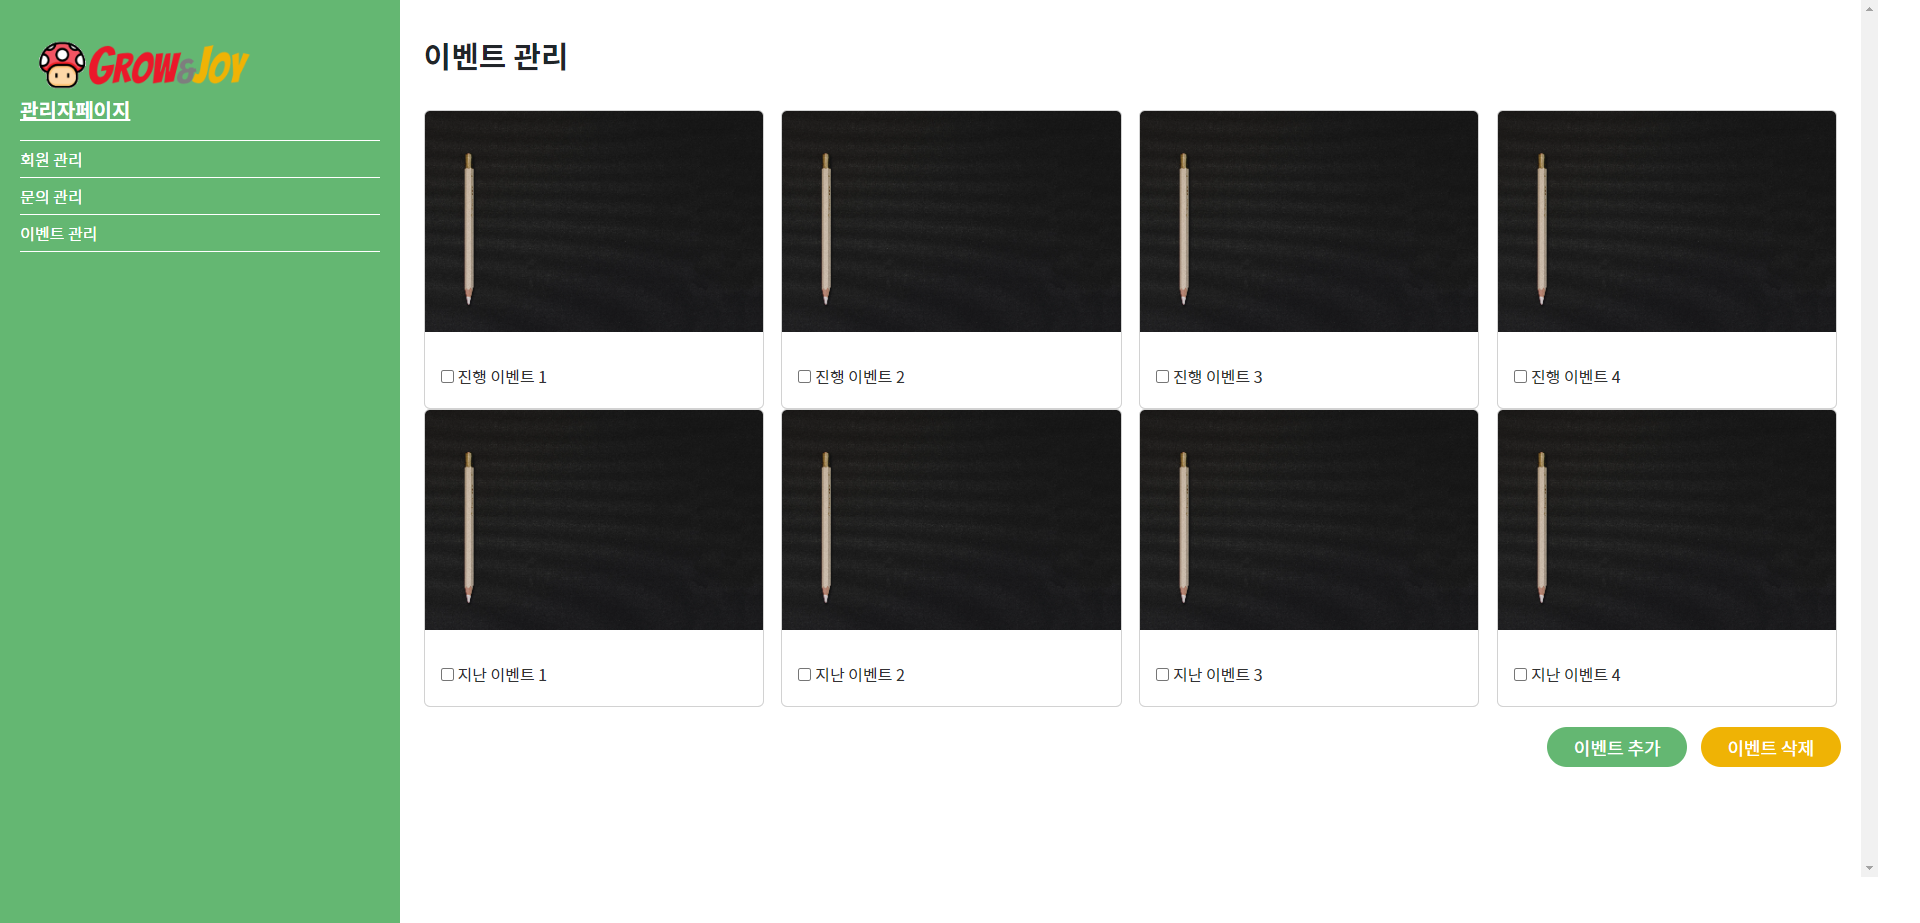 GROW&JOY
관리자페이지
회원 관리
문의 관리
이벤트 관리
이벤트 관리
진행 이벤트 1
진행 이벤트 2
진행 이벤트 3
진행 이벤트 4
지난 이벤트 1
지난 이벤트 2
지난 이벤트 3
지난 이벤트 4
이벤트 추가
이벤트 삭제